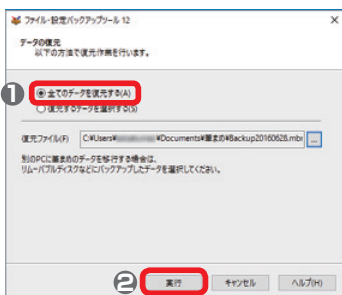 ファイル・設定バックアップツール 12
データの復元
以下の方法で復元作業を行います。
1 全てのデータを復元する(A)
復元するデータを選択する(S)
復元ファイル(F) C:¥Users¥ ¥Documents¥筆まめ¥Backup20160628.mbs ...
別のPCに筆まめのデータを移行する場合は、
リムーバブルディスクなどにバックアップしたデータを選択してください。
2 実行 キャンセル ヘルプ(H)